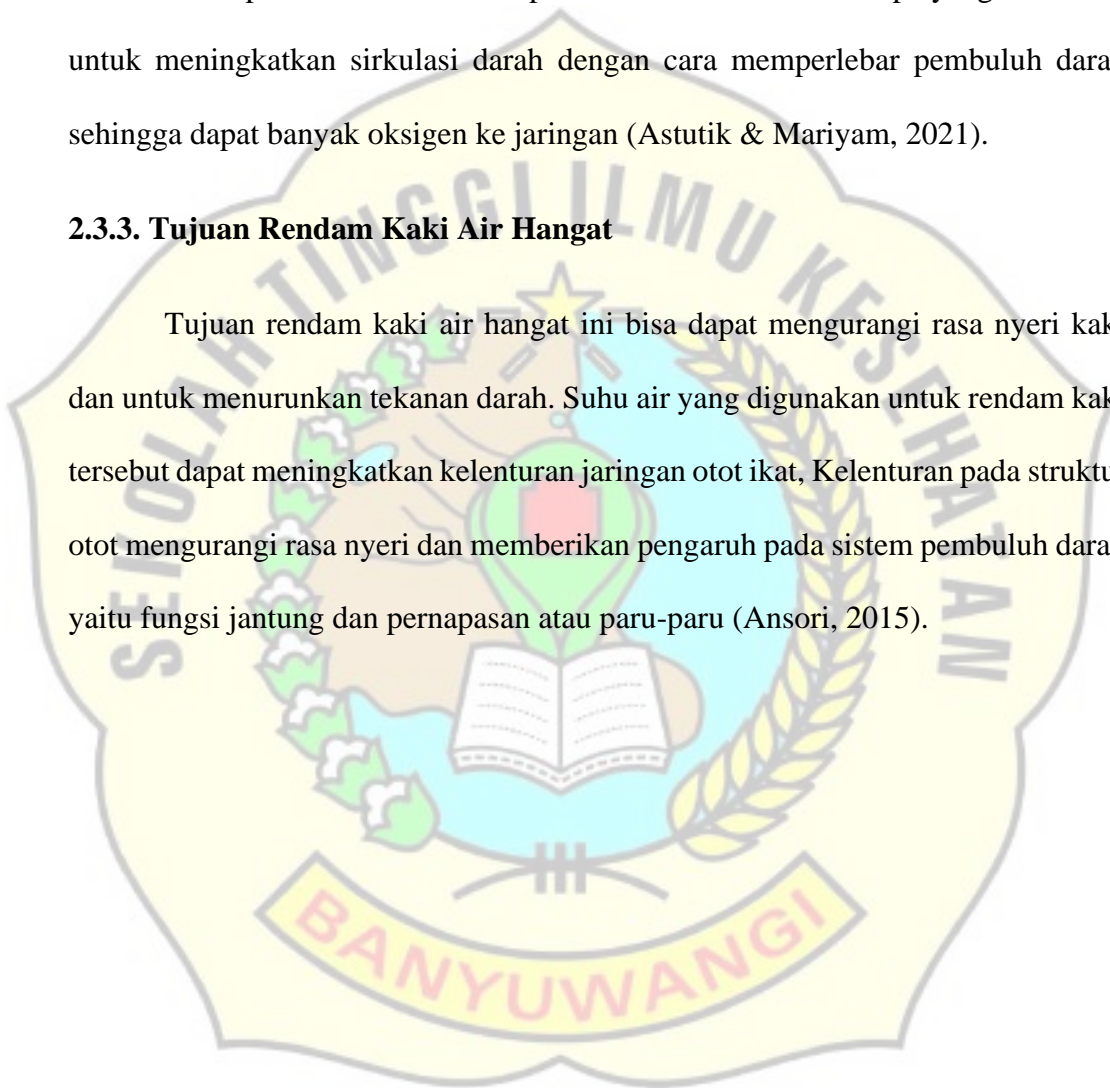 untuk meningkatkan sirkulasi darah dengan cara memperlebar pembuluh dara
sehingga dapat banyak oksigen ke jaringan (Astutik & Mariyam, 2021).
2.3.3. Tujuan Rendam Kaki Air Hangat
Tujuan rendam kaki air hangat ini bisa dapat mengurangi rasa nyeri kak
dan untuk menurunkan tekanan darah. Suhu air yang digunakan untuk rendam kak
tersebut dapat meningkatkan kelenturan jaringan otot ikat, Kelenturan pada struktu
otot mengurangi rasa nyeri dan memberikan pengaruh pada sistem pembuluh dara
yaitu fungsi jantung dan pernapasan atau paru-paru (Ansori, 2015).
SEKOLAH TINGGI ILMU KESEHATAN
BANYUWANGI